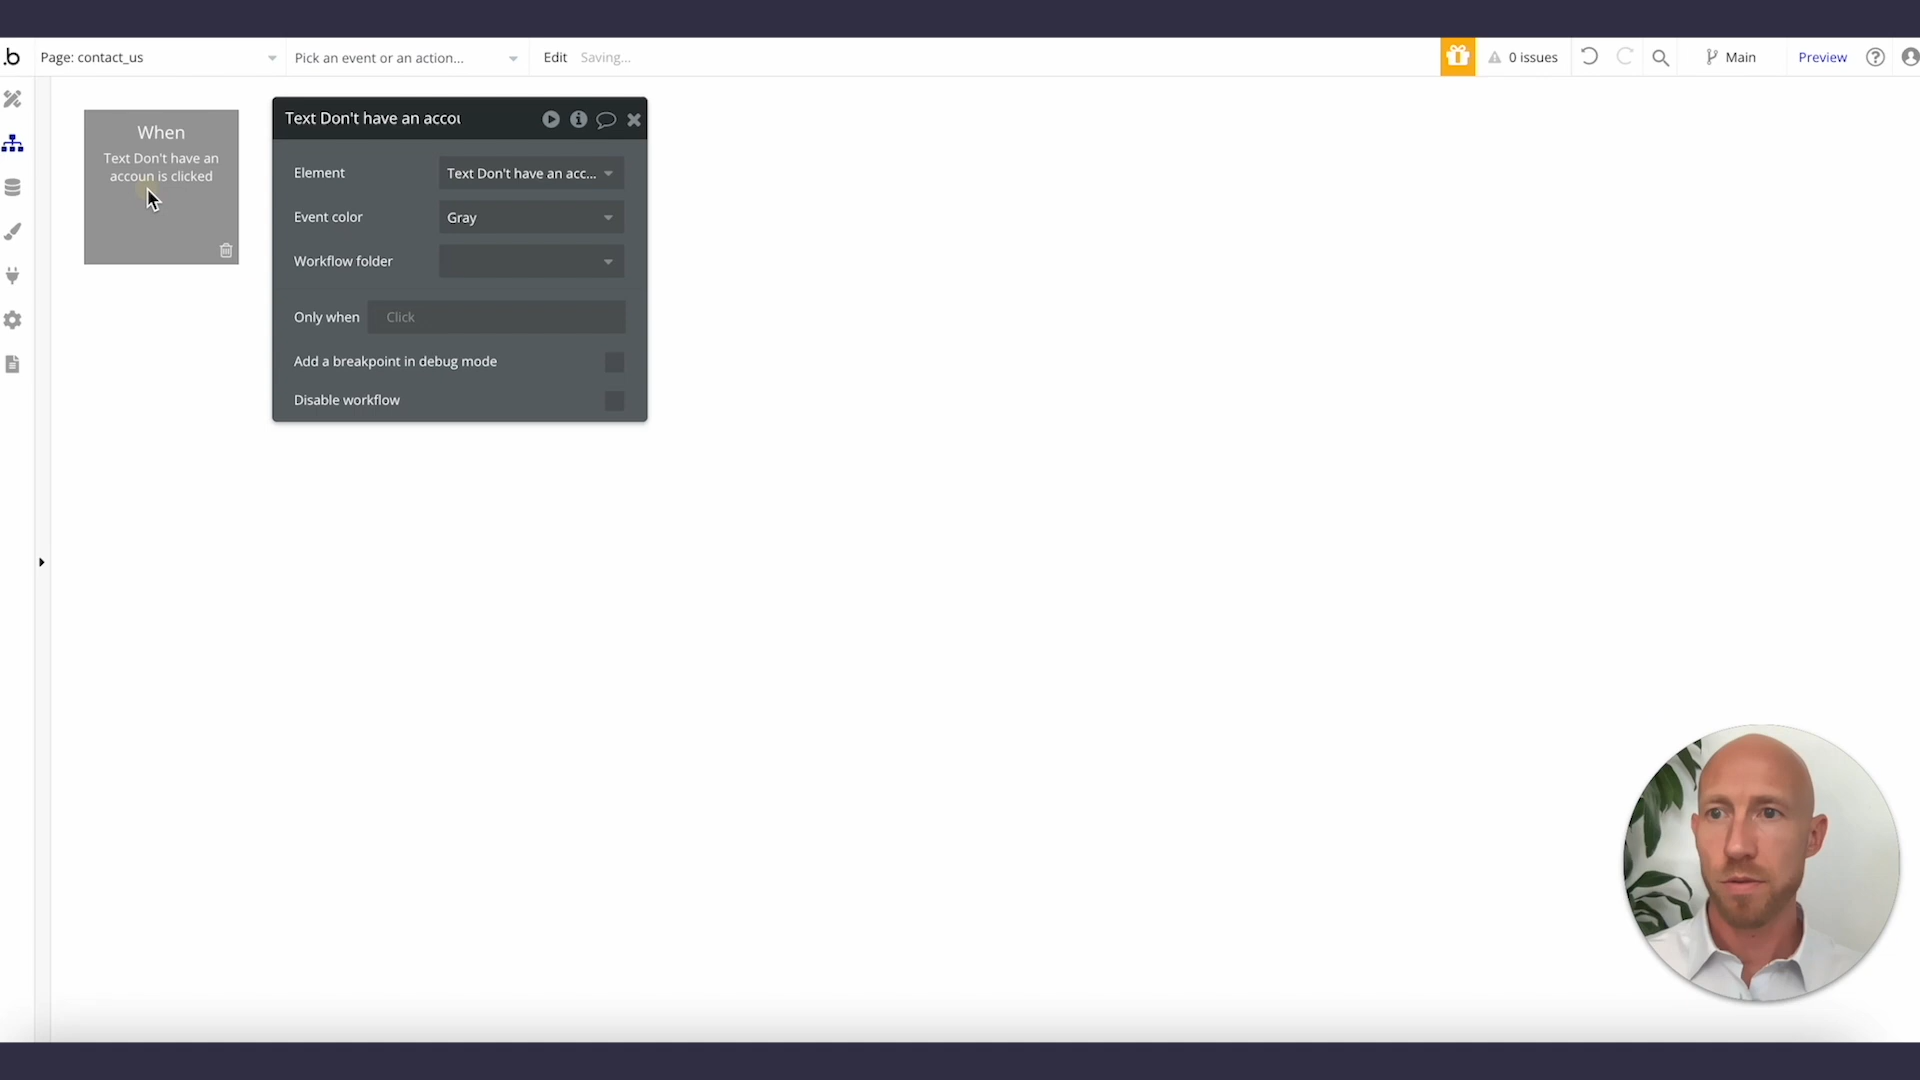 .b Page: contact_us Pick an event or an action... Edit Saving... 0 issues Main Preview
When
Text Don't have an
accoun is clicked
Text Don't have an accou
Element Text Don't have an acc...
Event color Gray
Workflow folder
Only when Click
Add a breakpoint in debug mode
Disable workflow